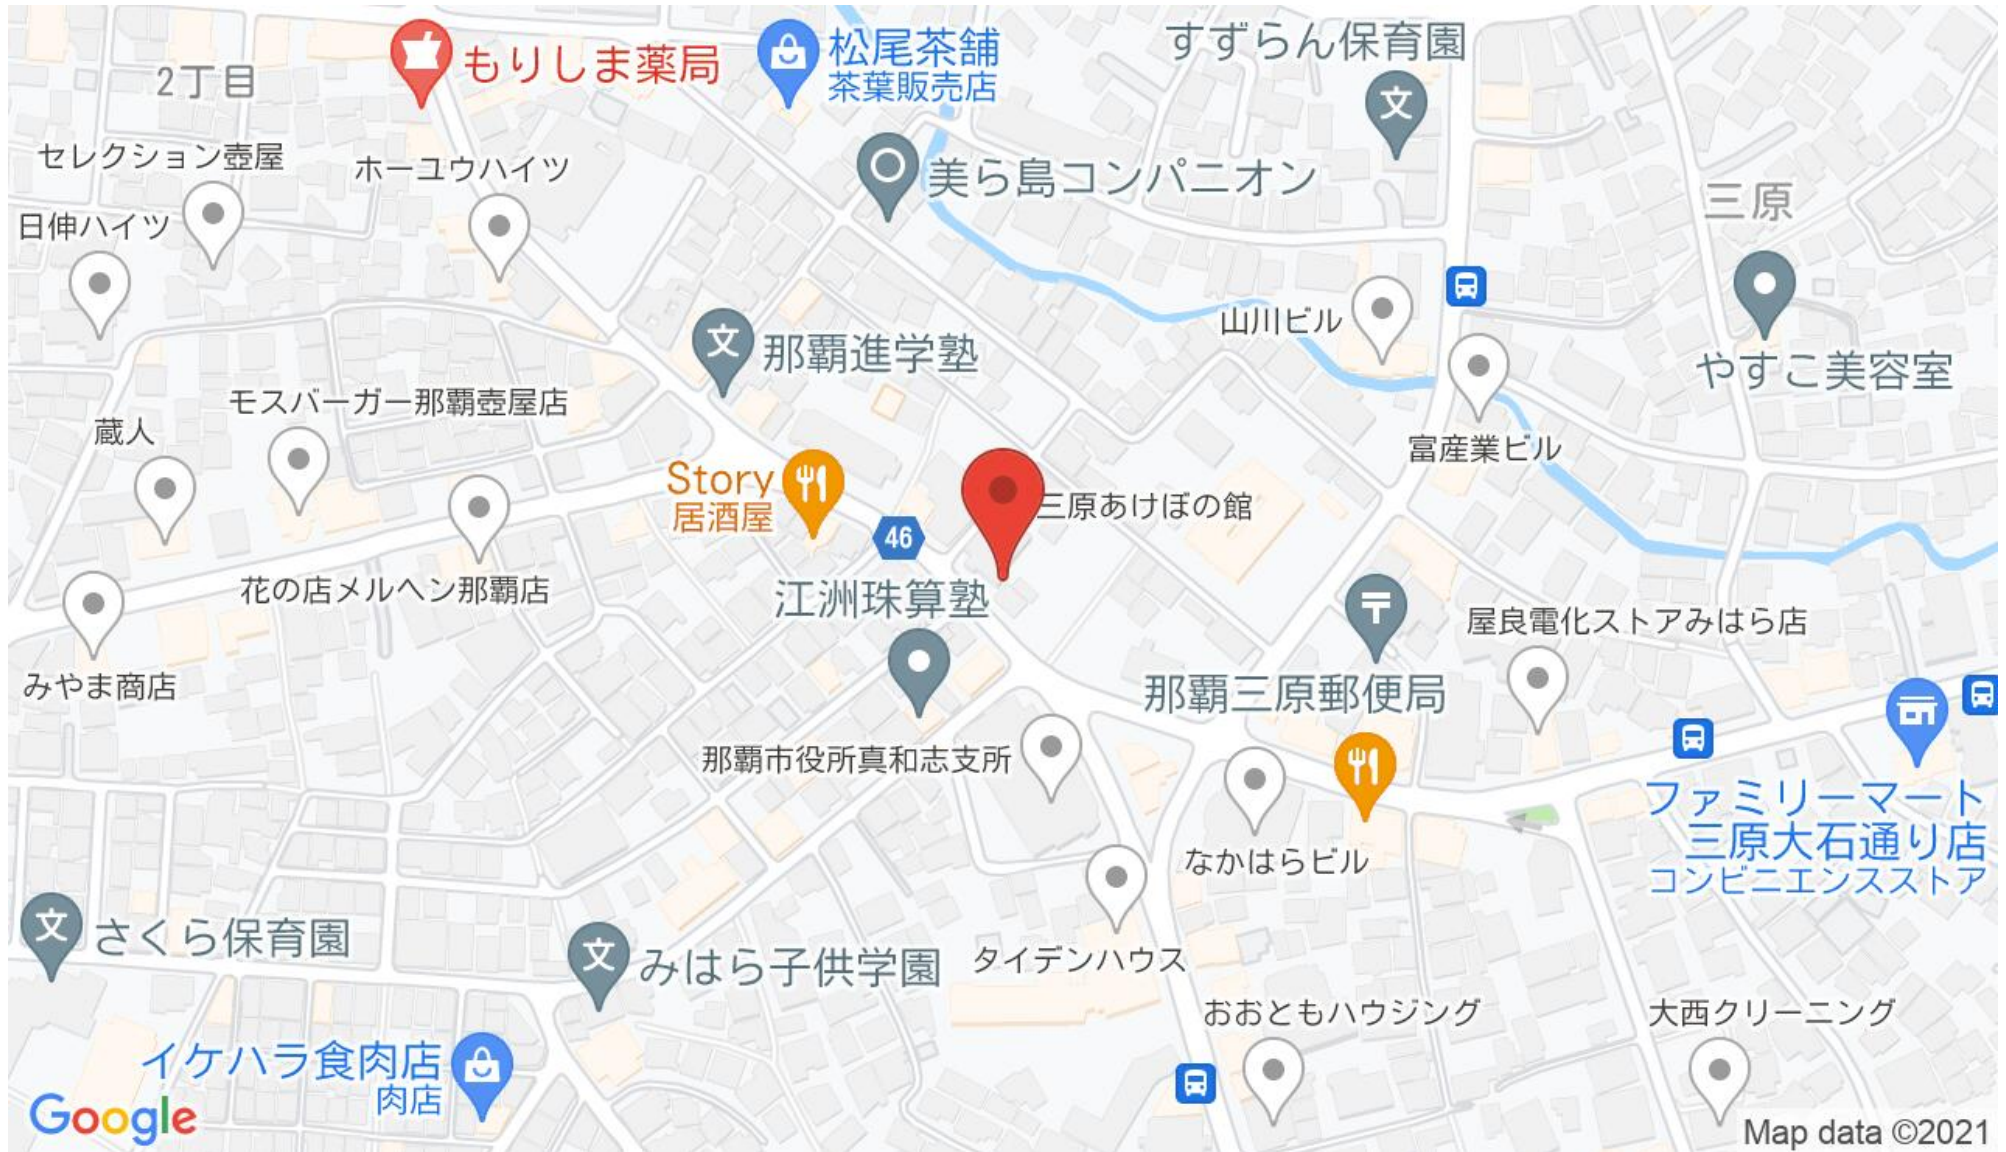 すずらん保育園
松尾茶舗
茶葉販売店
もりしま薬局
2丁目
セレクション壺屋
ホーユウハイツ
美ら島コンパニオン
三原
日伸ハイツ
山川ビル
那覇進学塾
やすこ美容室
モスバーガー那覇壺屋店
蔵人
富産業ビル
Story
居酒屋
三原あけぼの館
46
花の店メルヘン那覇店
江洲珠算塾
屋良電化ストアみはら店
みやま商店
那覇三原郵便局
那覇市役所真和志支所
ファミリーマート
三原大石通り店
コンビニエンスストア
なかはらビル
さくら保育園
みはら子供学園
タイデンハウス
おおともハウジング
大西クリーニング
イケハラ食肉店
肉店
Google
Map data ©2021
文
文
文
文
〒